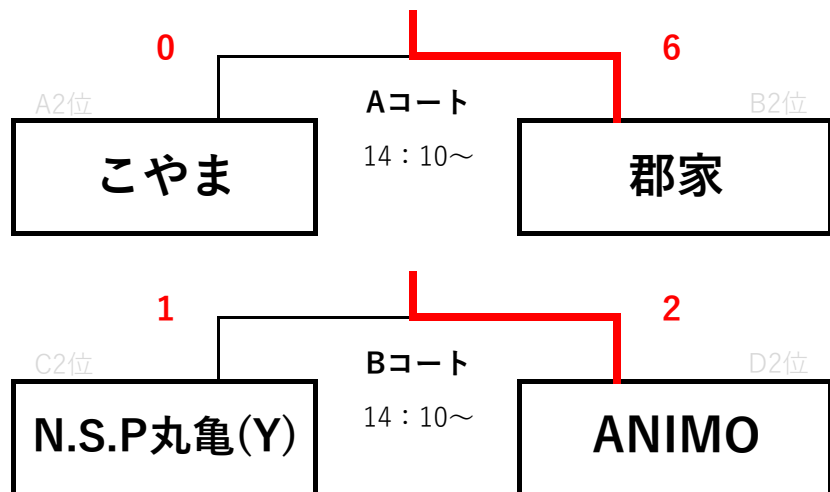 0
6
A2位
Aコート
B2位
こやま
14：10～
郡家
1
2
C2位
Bコート
D2位
N.S.P丸亀(Y)
14：10～
ANIMO